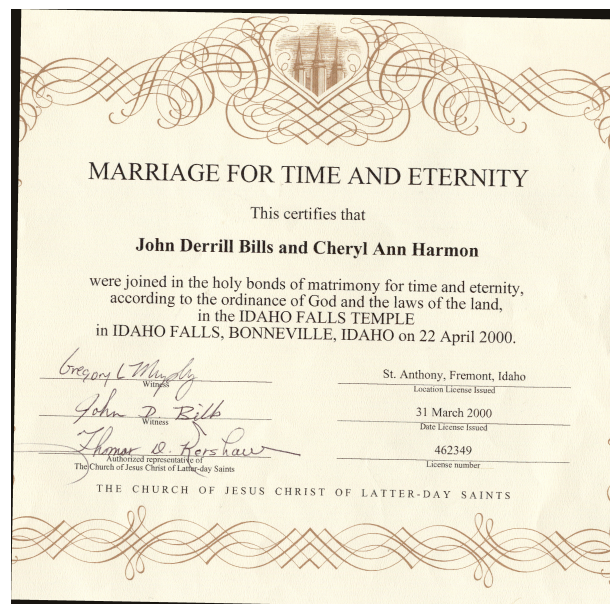 MARRIAGE FOR TIME AND ETERNITY
This certifies that
John Derrill Bills and Cheryl Ann Harmon
were joined in the holy bonds of matrimony for time and eternity,
according to the ordinance of God and the laws of the land,
in the IDAHO FALLS TEMPLE
in IDAHO FALLS, BONNEVILLE, IDAHO on 22 April 2000.
Gregory L Murphy
Witness
John D. Bills
Witness
Thomas D. Kershaw
Authorized representative of
The Church of Jesus Christ of Latter-day Saints
St. Anthony, Fremont, Idaho
Location License Issued
31 March 2000
Date License Issued
462349
License number
THE CHURCH OF JESUS CHRIST OF LATTER-DAY SAINTS